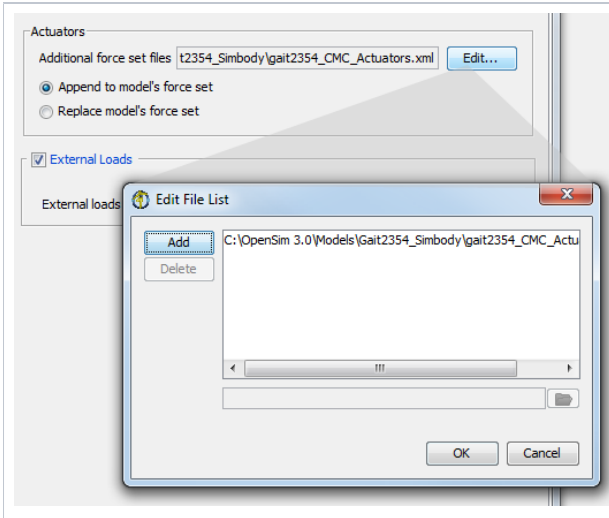 Actuators
Additional force set files t2354_Simbody\gait2354_CMC_Actuators.xml Edit...
Append to model's force set
Replace model's force set
External Loads
External loads
Edit File List
Add C:\OpenSim 3.0\Models\Gait2354_Simbody\gait2354_CMC_Actu
Delete
OK Cancel